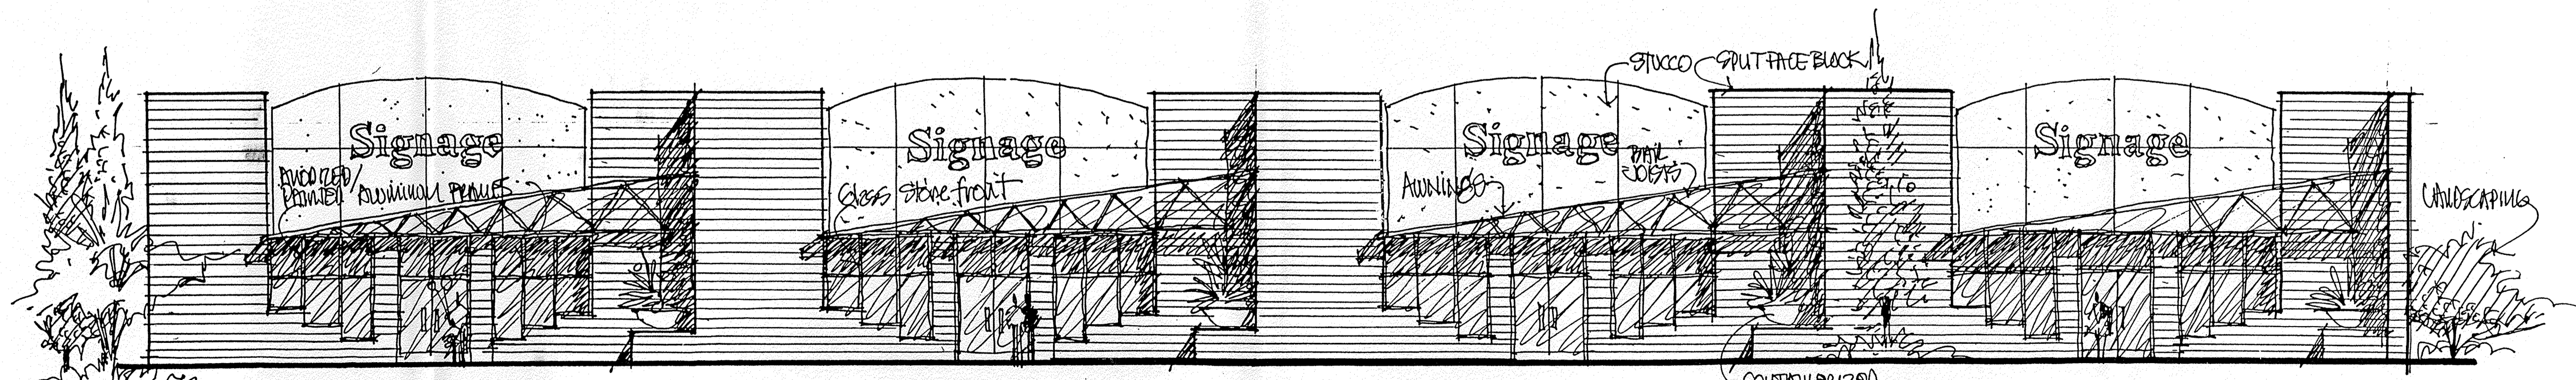 STUCCO
SPLIT FACE BLOCK
Signage
Signage
Signage
Signage
ANODIZED/
PAINTED ALUMINUM FRAMES
GLASS STORE FRONT
AWNINGS
BAR
JOISTS
LANDSCAPING